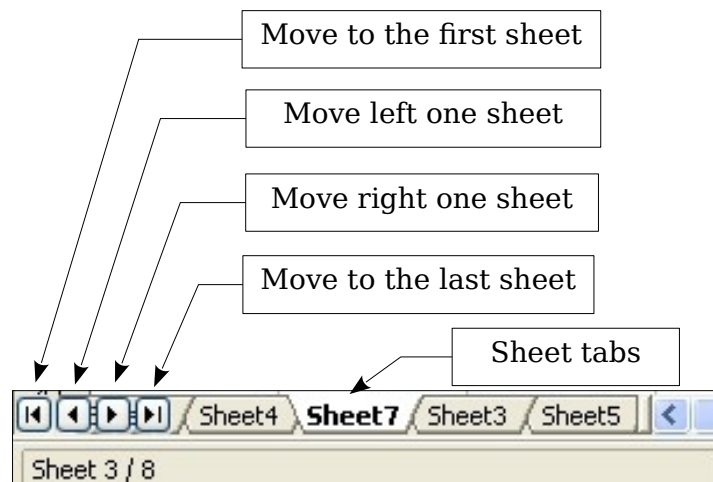 Move to the first sheet
Move left one sheet
Move right one sheet
Move to the last sheet
Sheet tabs
Sheet4 Sheet7 Sheet3 Sheet5
Sheet 3 / 8